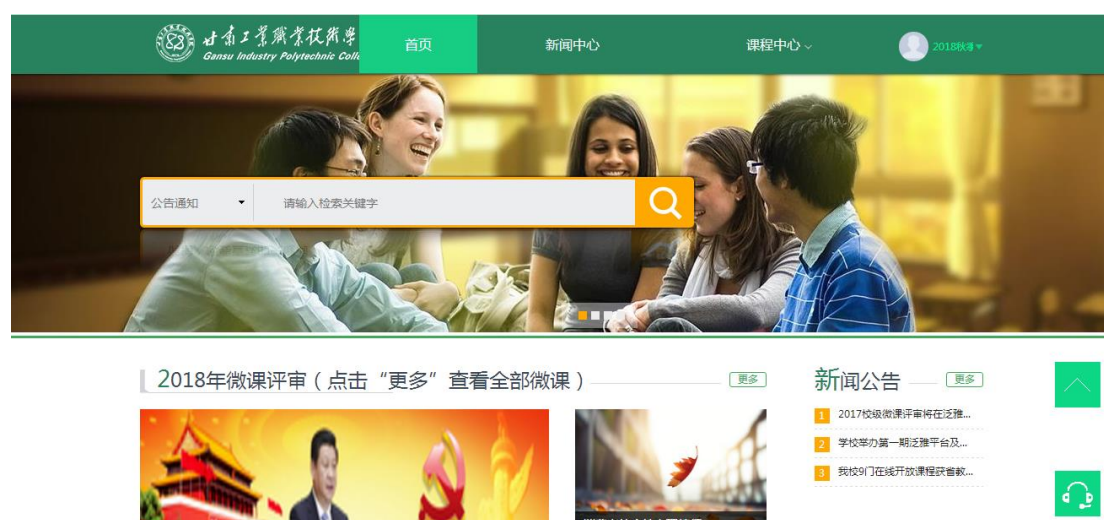 甘肃工业职业技术学
Gansu Industry Polytechnic Coll
首页
新闻中心
课程中心
2018秋
公告通知
请输入检索关键字
2018年微课评审(点击“更多”查看全部微课)
更多
新闻公告
更多
1 2017校级微课评审将在泛雅...
2 学校举办第一期泛雅平台及...
3 我校9门在线开放课程获省教...